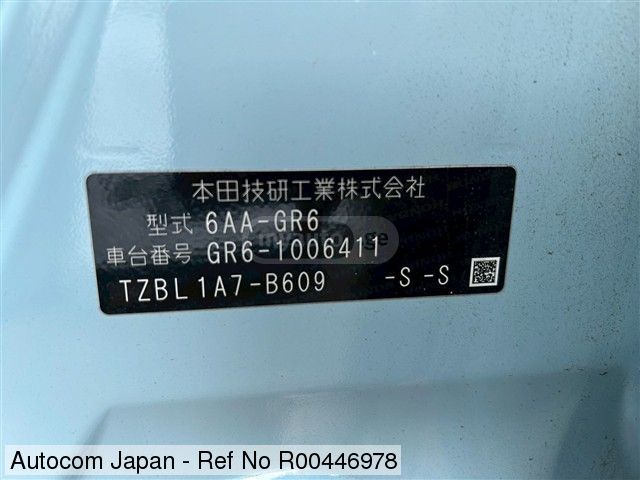 本田技研工業株式会社
型式 6AA-GR6
車台番号 GR6-1006411
TZBL1A7-B609 -S -S
Autocom Japan - Ref No R00446978